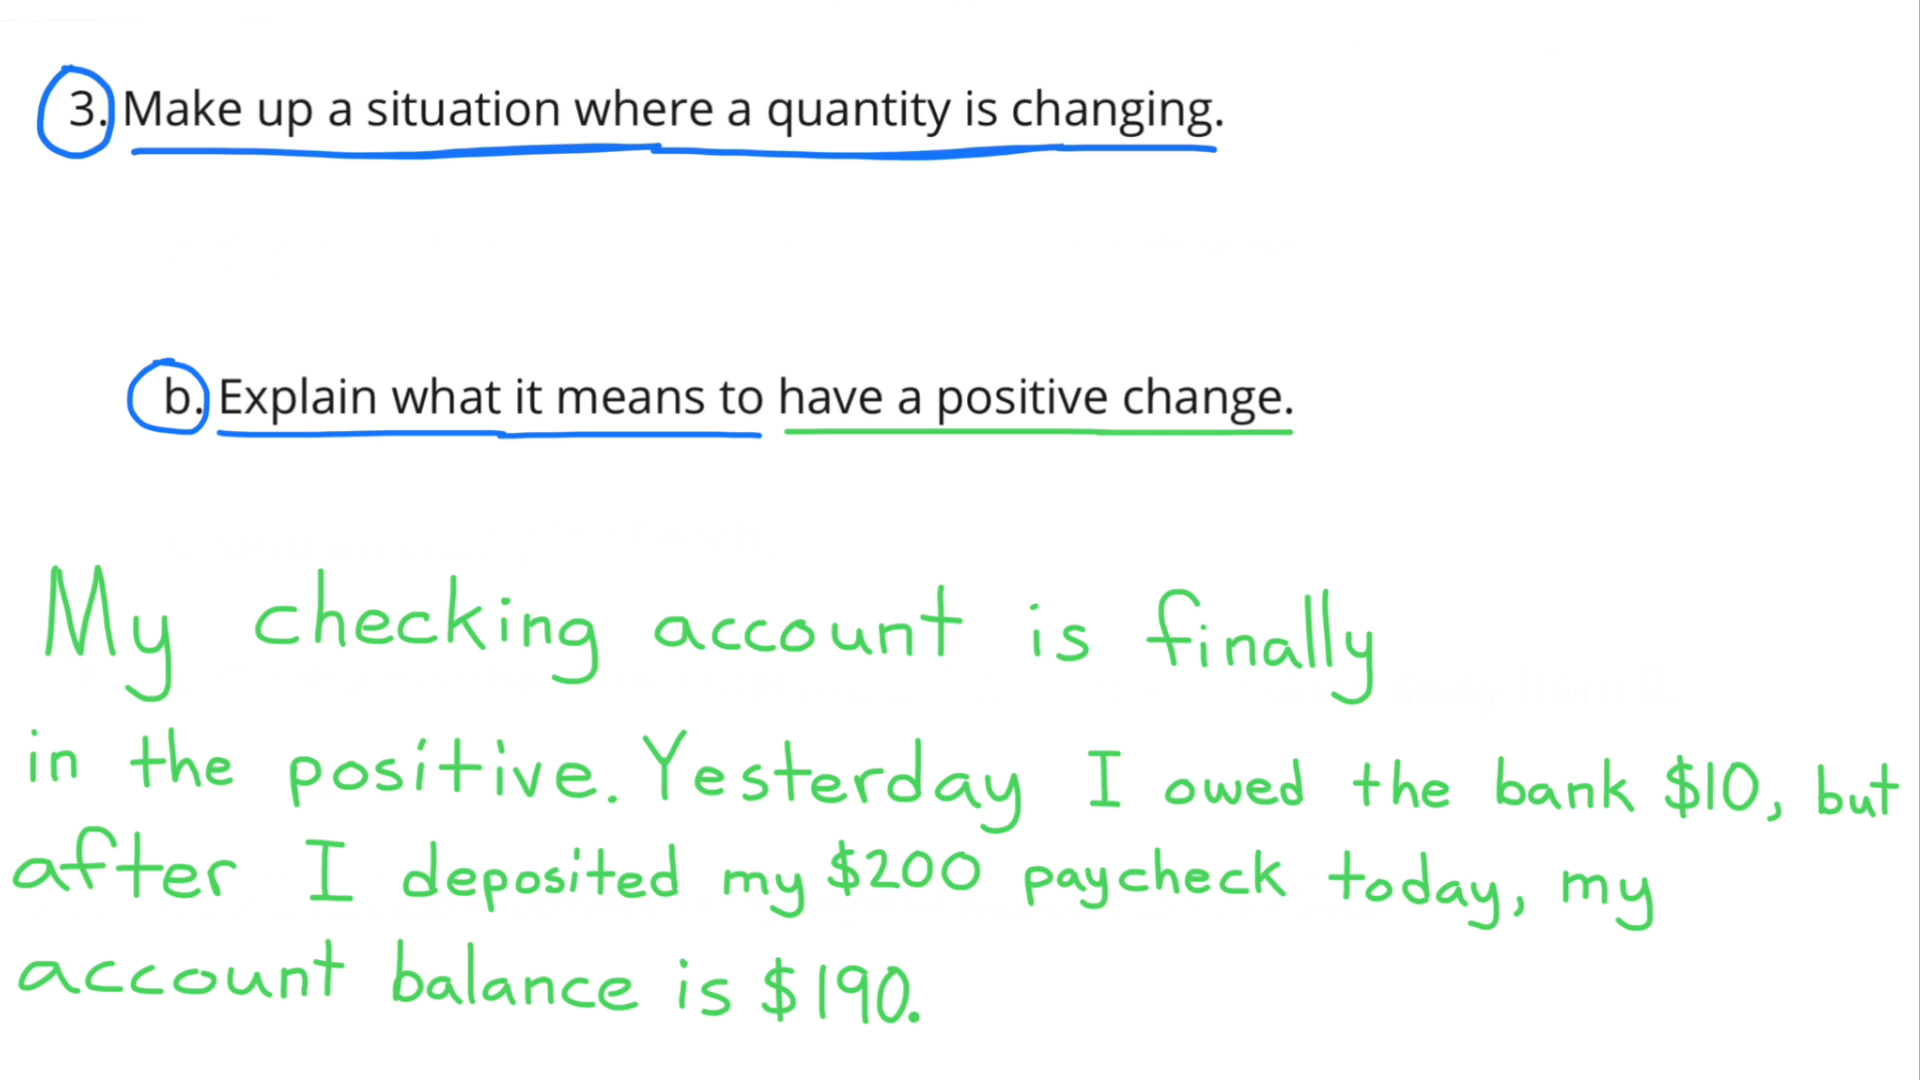 3. Make up a situation where a quantity is changing.
b. Explain what it means to have a positive change.
My checking account is finally
in the positive. Yesterday I owed the bank $10, but
after I deposited my $200 paycheck today, my
account balance is $190.